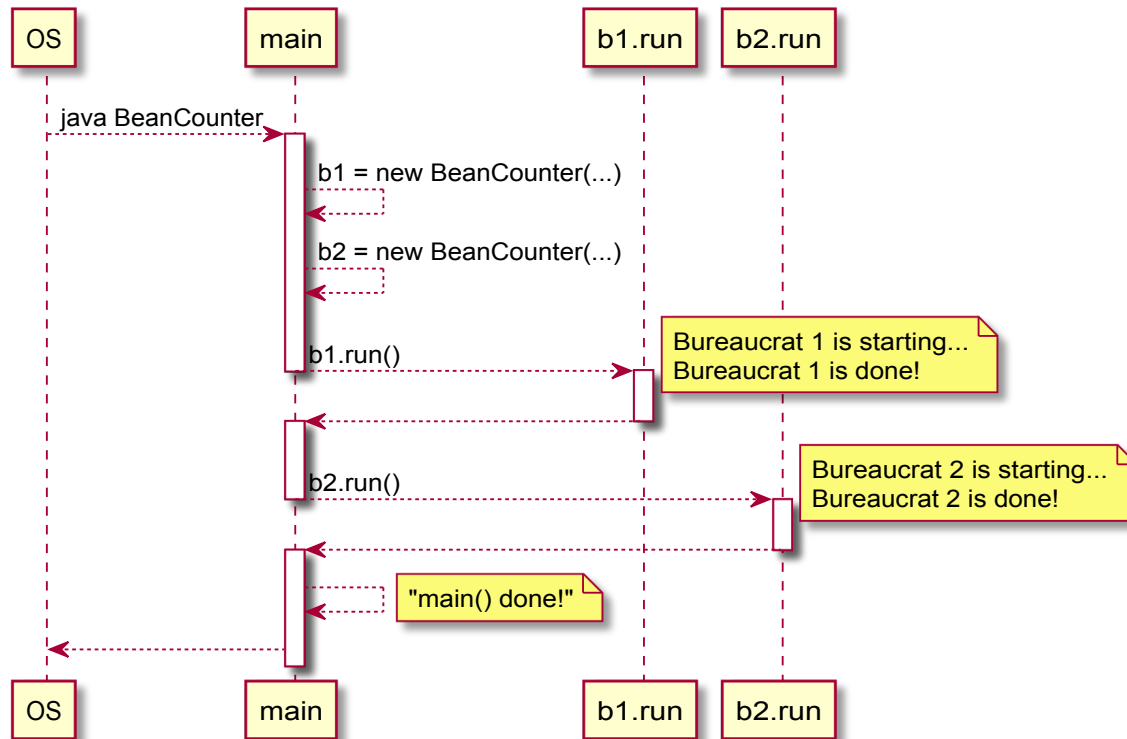 OS
main
b1.run
b2.run
java BeanCounter
b1 = new BeanCounter(...)
b2 = new BeanCounter(...)
b1.run()
Bureaucrat 1 is starting...
Bureaucrat 1 is done!
b2.run()
Bureaucrat 2 is starting...
Bureaucrat 2 is done!
"main() done!"
OS
main
b1.run
b2.run